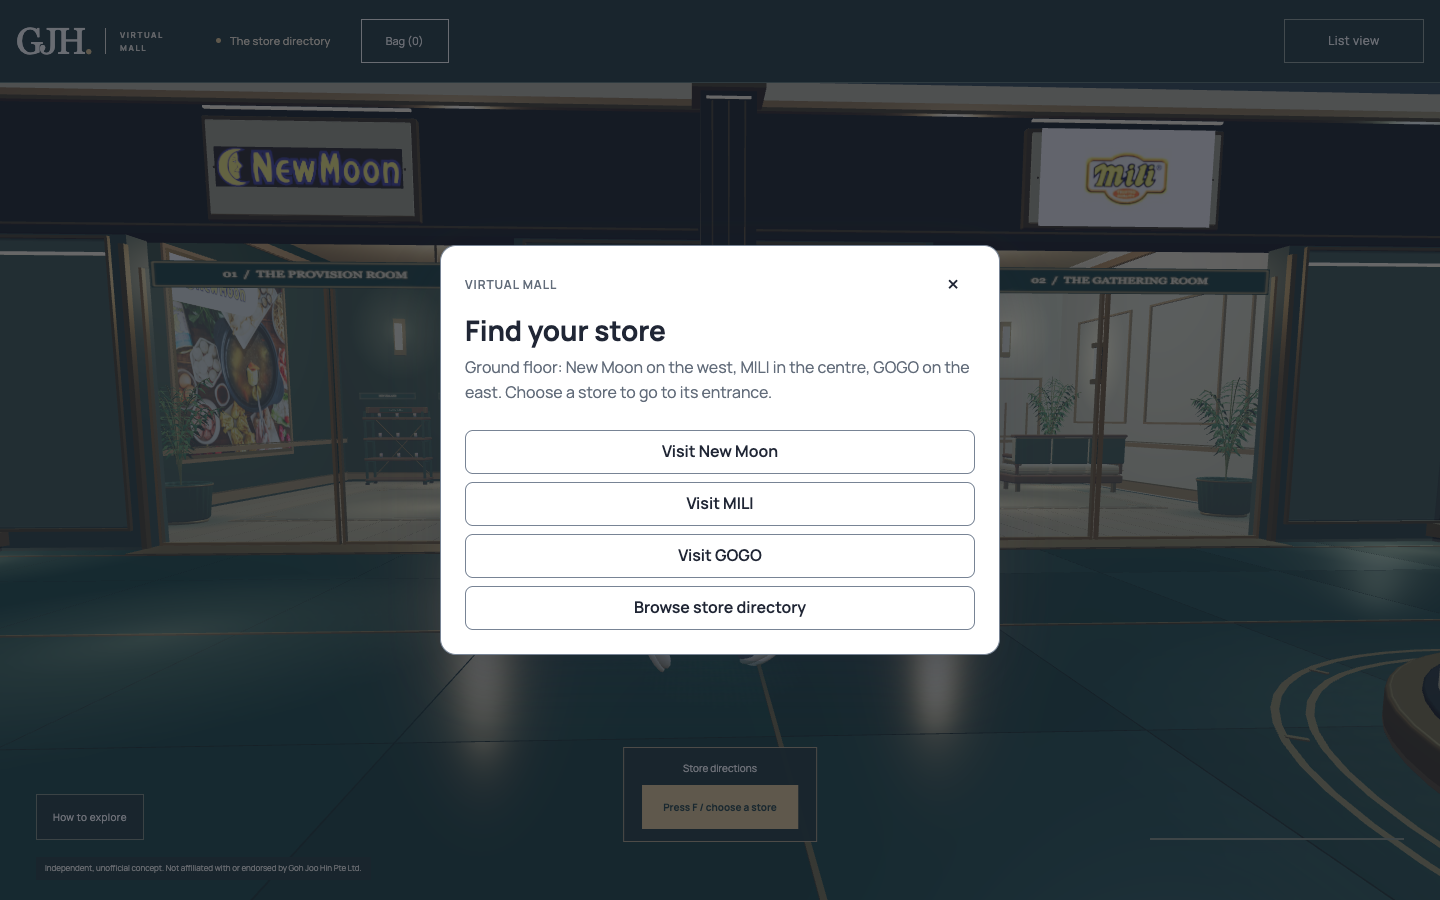 GJH.
VIRTUAL
MALL
The store directory
Bag (0)
List view
NewMoon
Mili
01 / THE PROVISION ROOM
02 / THE GATHERING ROOM
VIRTUAL MALL
×
Find your store
Ground floor: New Moon on the west, MILI in the centre, GOGO on the
east. Choose a store to go to its entrance.
Visit New Moon
Visit MILI
Visit GOGO
Browse store directory
Store directions
Press F / choose a store
How to explore
Independent, unofficial concept. Not affiliated with or endorsed by Goh Joo Hin Pte Ltd.